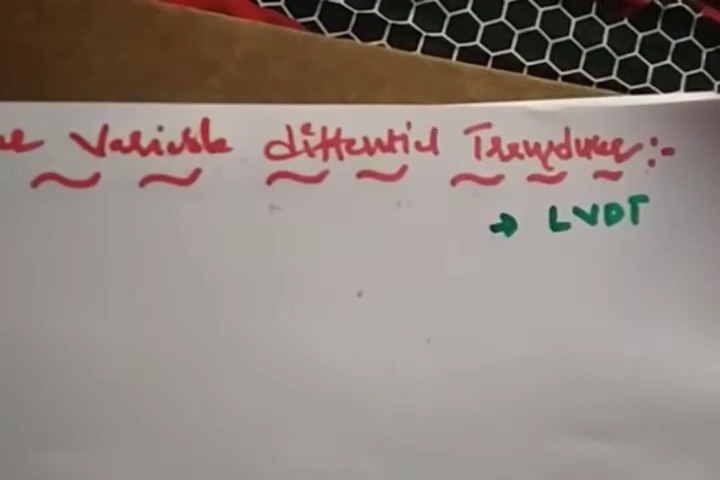 Variable differential Transducer:-
→ LVDT